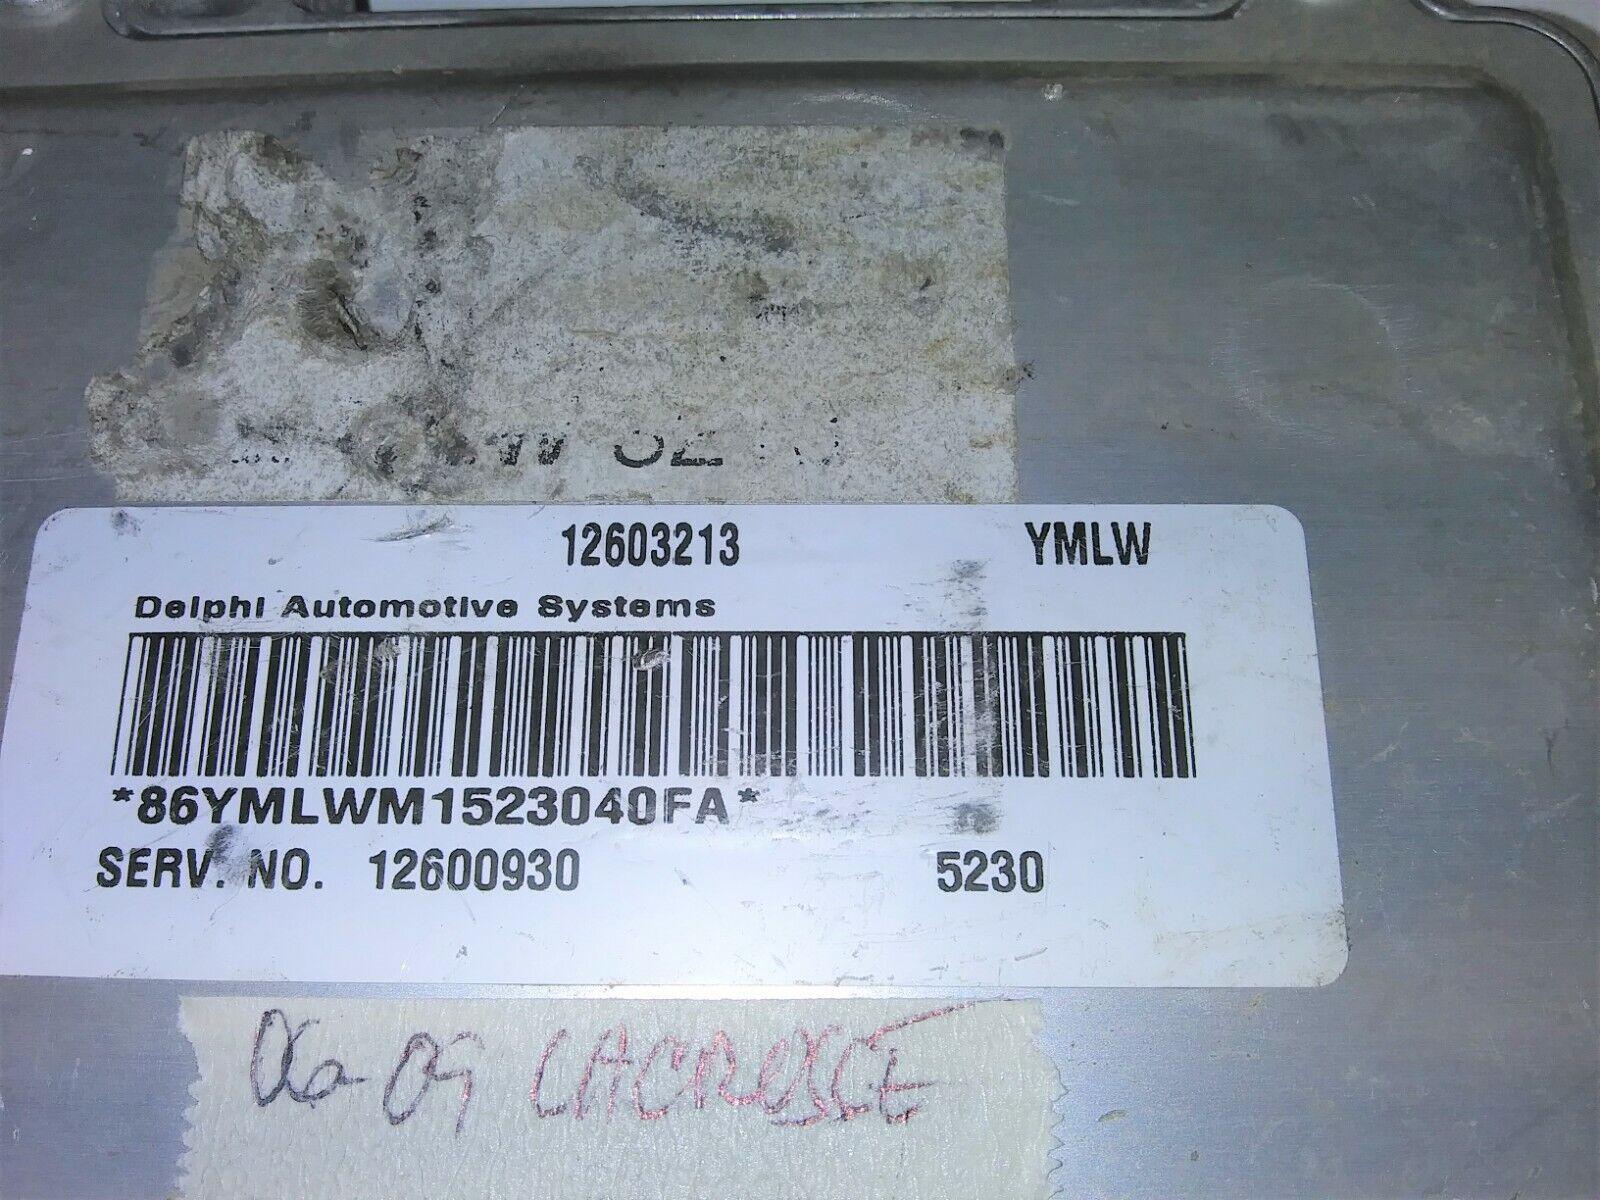 12603213 YMLW
Delphi Automotive Systems
*86YMLWM1523040FA*
SERV. NO. 12600930 5230
06-09 LACROSSE